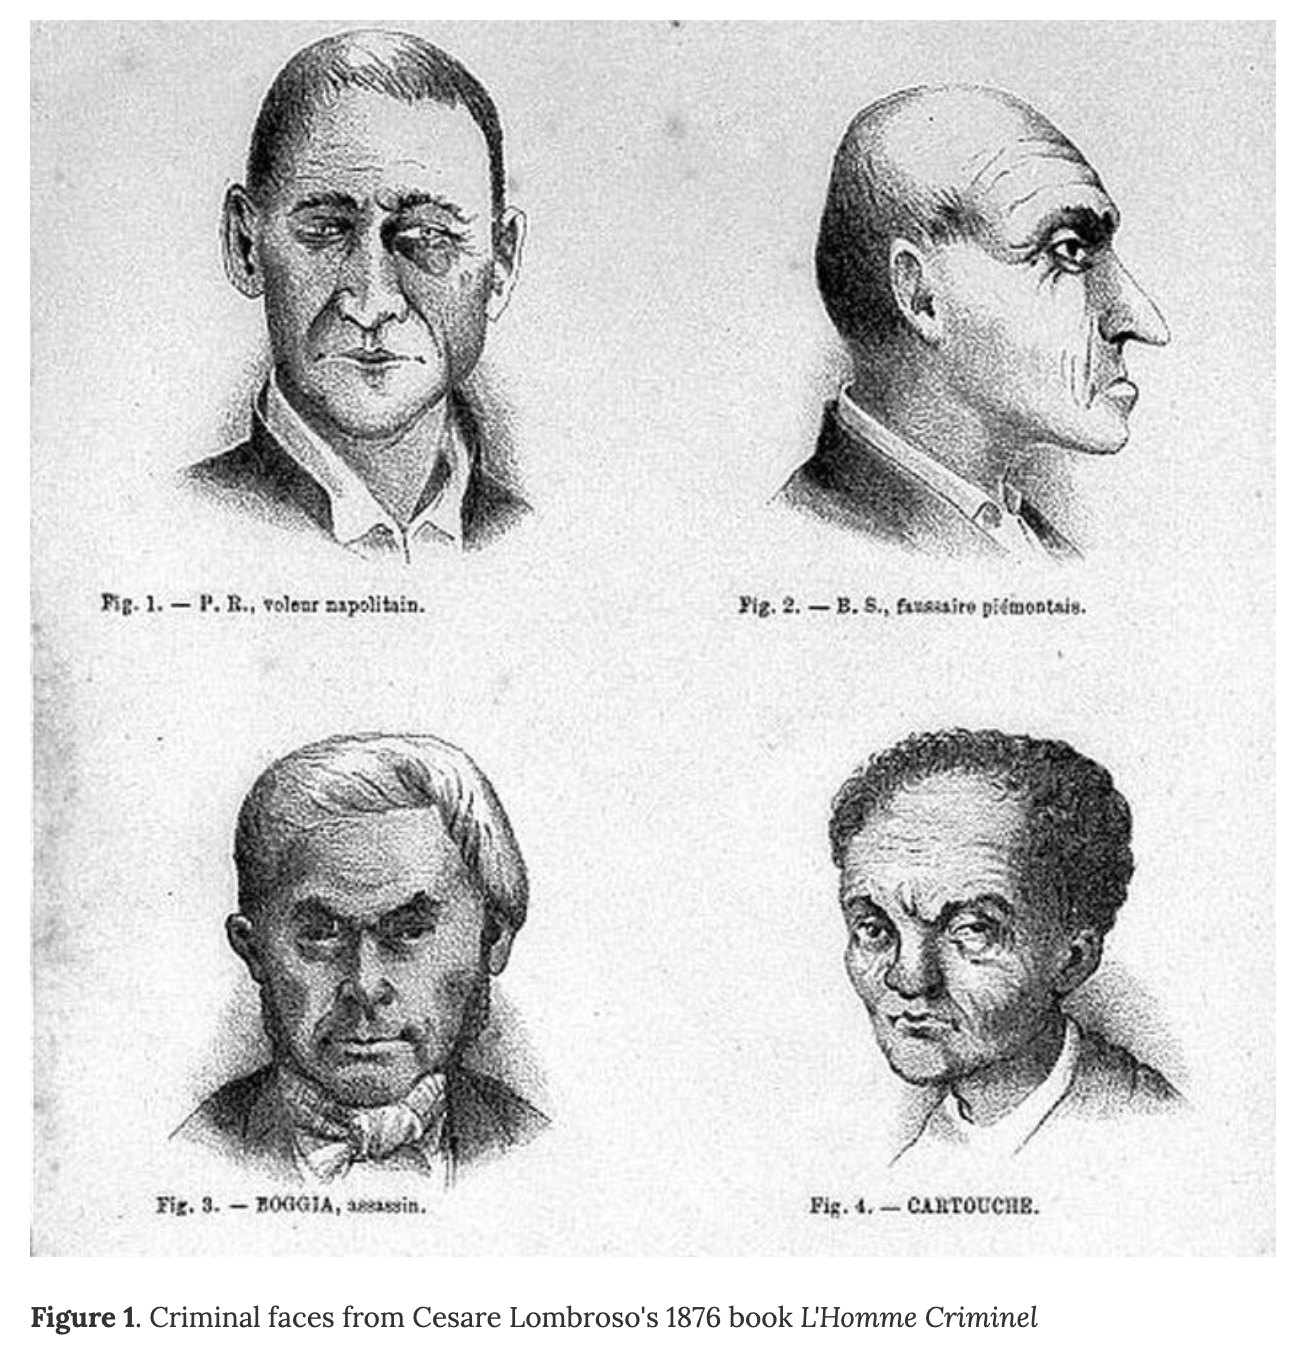 Fig. 1. — P. R., voleur napolitain.
Fig. 2. — B. S., faussaire piémontais.
Fig. 3. — BOGGIA, assassin.
Fig. 4. — CARTOUCHE.
Figure 1. Criminal faces from Cesare Lombroso's 1876 book L'Homme Criminel